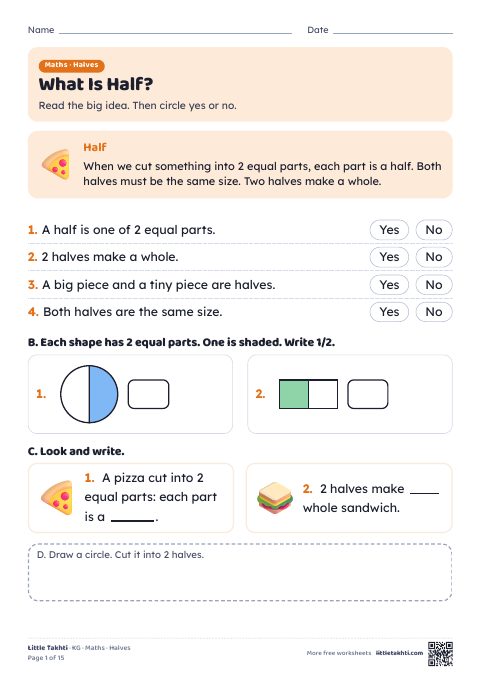 Name
Date
Maths · Halves
What Is Half?
Read the big idea. Then circle yes or no.
Half
When we cut something into 2 equal parts, each part is a half. Both
halves must be the same size. Two halves make a whole.
1. A half is one of 2 equal parts. Yes No
2. 2 halves make a whole. Yes No
3. A big piece and a tiny piece are halves. Yes No
4. Both halves are the same size. Yes No
B. Each shape has 2 equal parts. One is shaded. Write 1/2.
1.
2.
C. Look and write.
1. A pizza cut into 2
equal parts: each part
is a ______.
2. 2 halves make ____
whole sandwich.
D. Draw a circle. Cut it into 2 halves.
Little Takhti · KG · Maths · Halves
Page 1 of 15
More free worksheets littletakhti.com